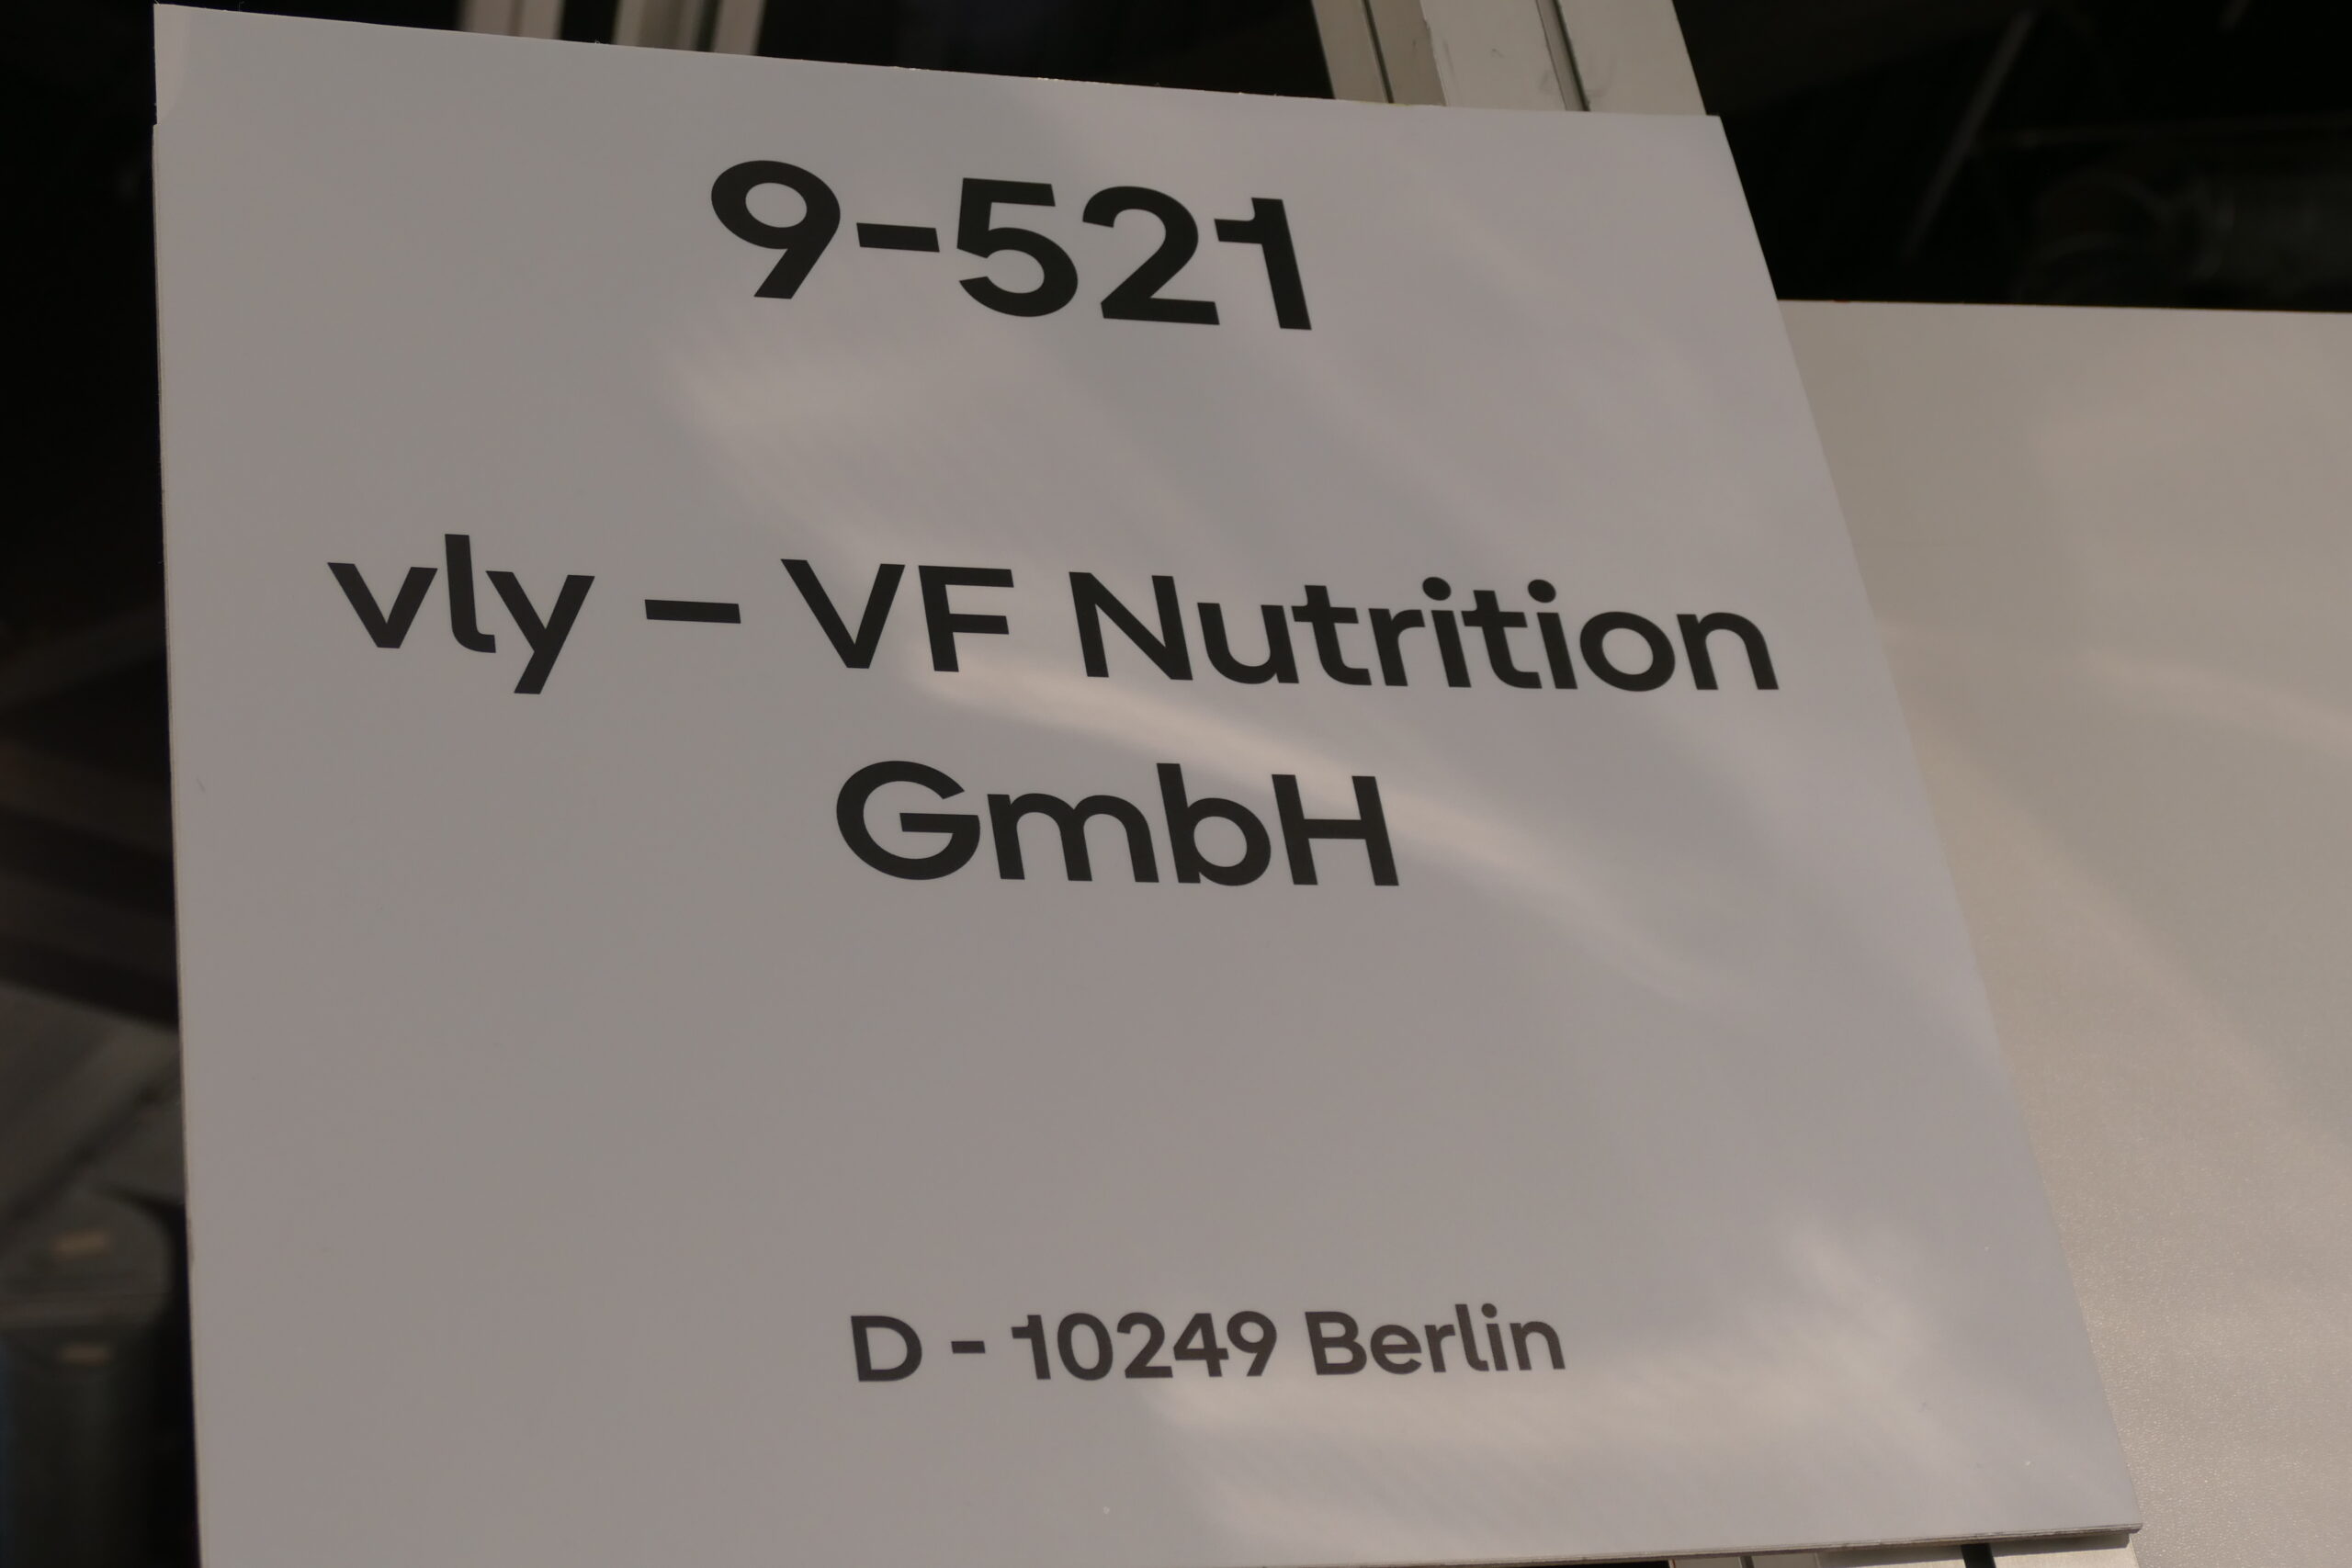 9-521
vly – VF Nutrition
GmbH
D - 10249 Berlin